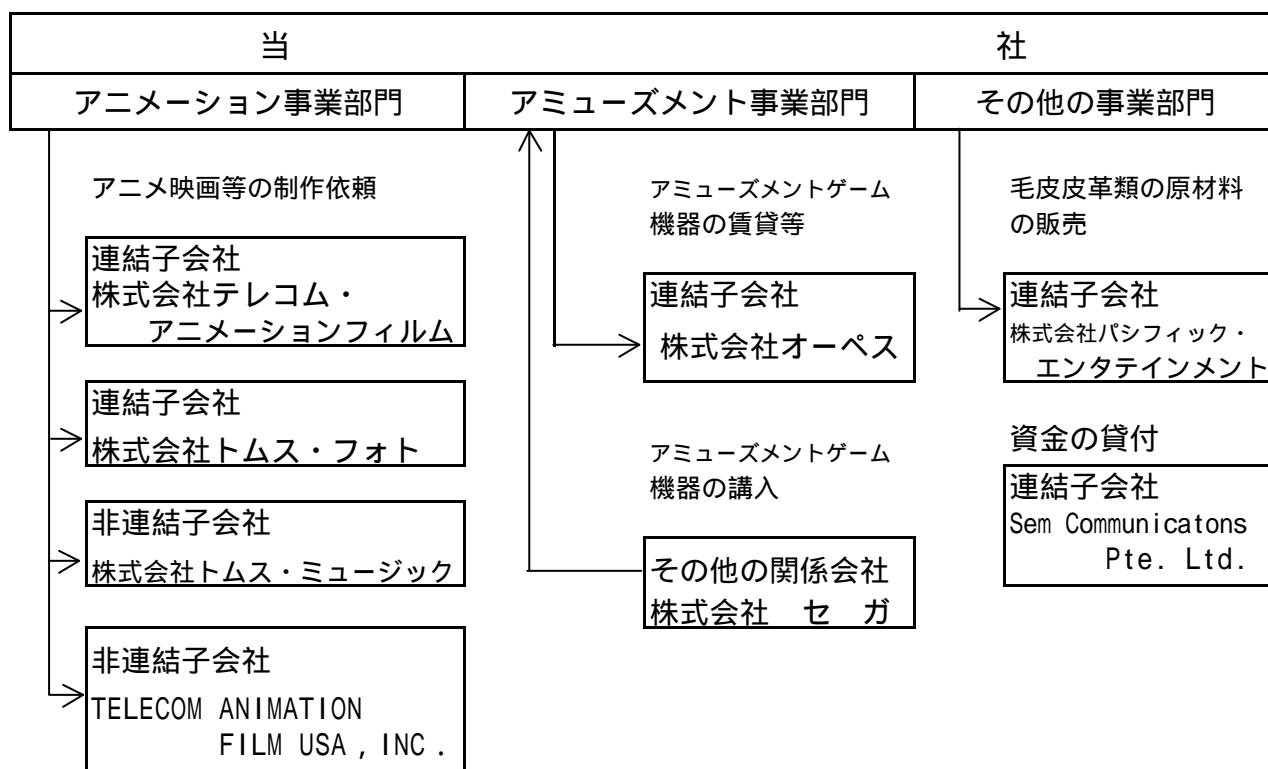 当 社
アニメーション事業部門
アミューズメント事業部門
その他の事業部門
アニメ映画等の制作依頼
連結子会社
株式会社テレコム・
アニメーションフィルム
連結子会社
株式会社トムス・フォト
非連結子会社
株式会社トムス・ミュージック
非連結子会社
TELECOM ANIMATION
FILM USA , INC .
アミューズメントゲーム
機器の賃貸等
連結子会社
株式会社オーペス
アミューズメントゲーム
機器の講入
その他の関係会社
株式会社 セ ガ
毛皮皮革類の原材料
の販売
連結子会社
株式会社パシフィック・
エンタテインメント
資金の貸付
連結子会社
Sem Communicatons
Pte. Ltd.